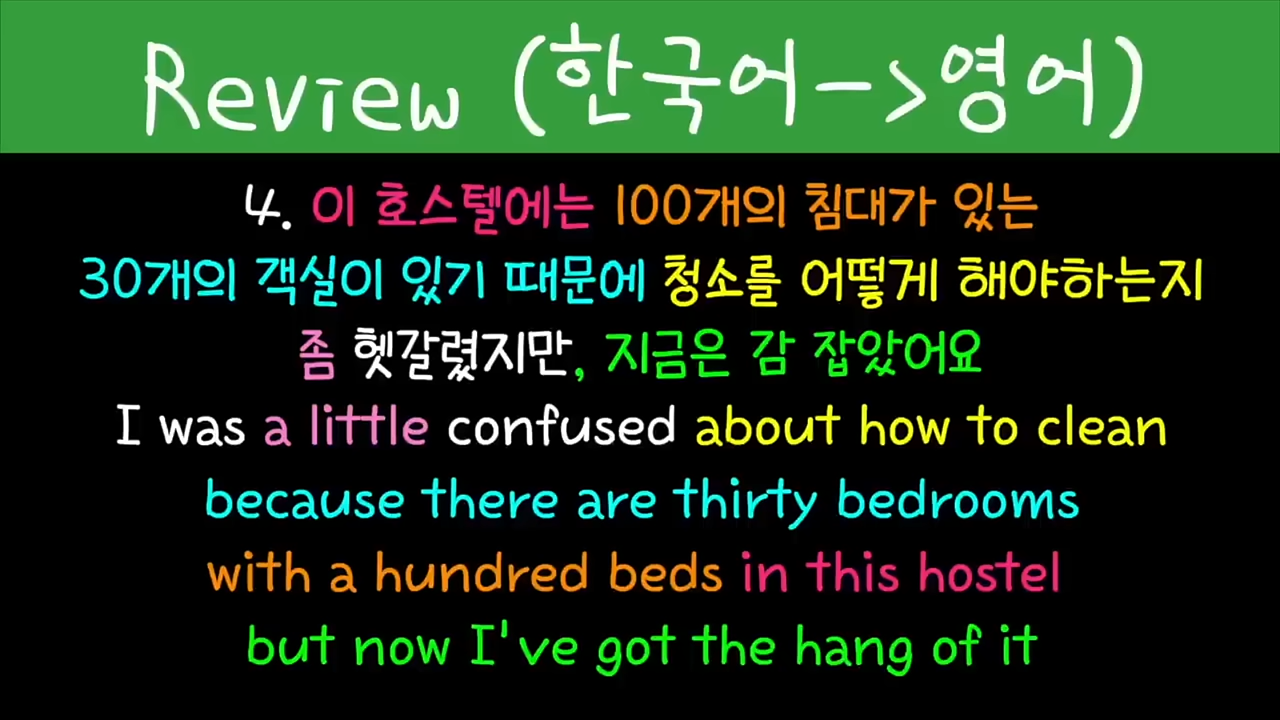 Review (한국어->영어)
4. 이 호스텔에는 100개의 침대가 있는
30개의 객실이 있기 때문에 청소를 어떻게 해야하는지
좀 헷갈렸지만, 지금은 감 잡았어요
I was a little confused about how to clean
because there are thirty bedrooms
with a hundred beds in this hostel
but now I've got the hang of it